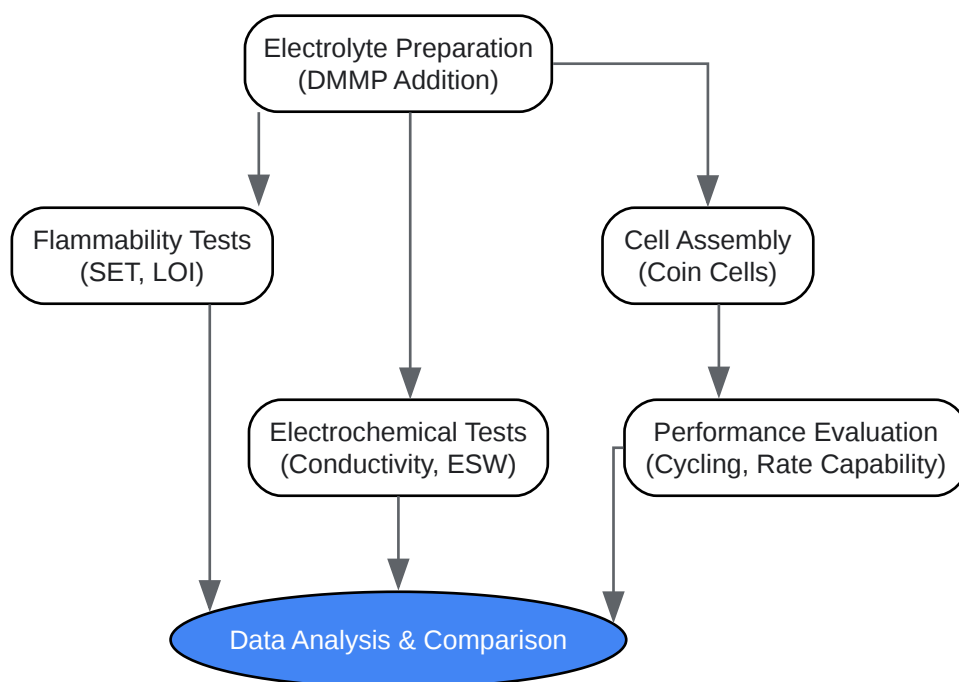 Electrolyte Preparation
(DMMP Addition)
Flammability Tests
(SET, LOI)
Cell Assembly
(Coin Cells)
Electrochemical Tests
(Conductivity, ESW)
Performance Evaluation
(Cycling, Rate Capability)
Data Analysis & Comparison